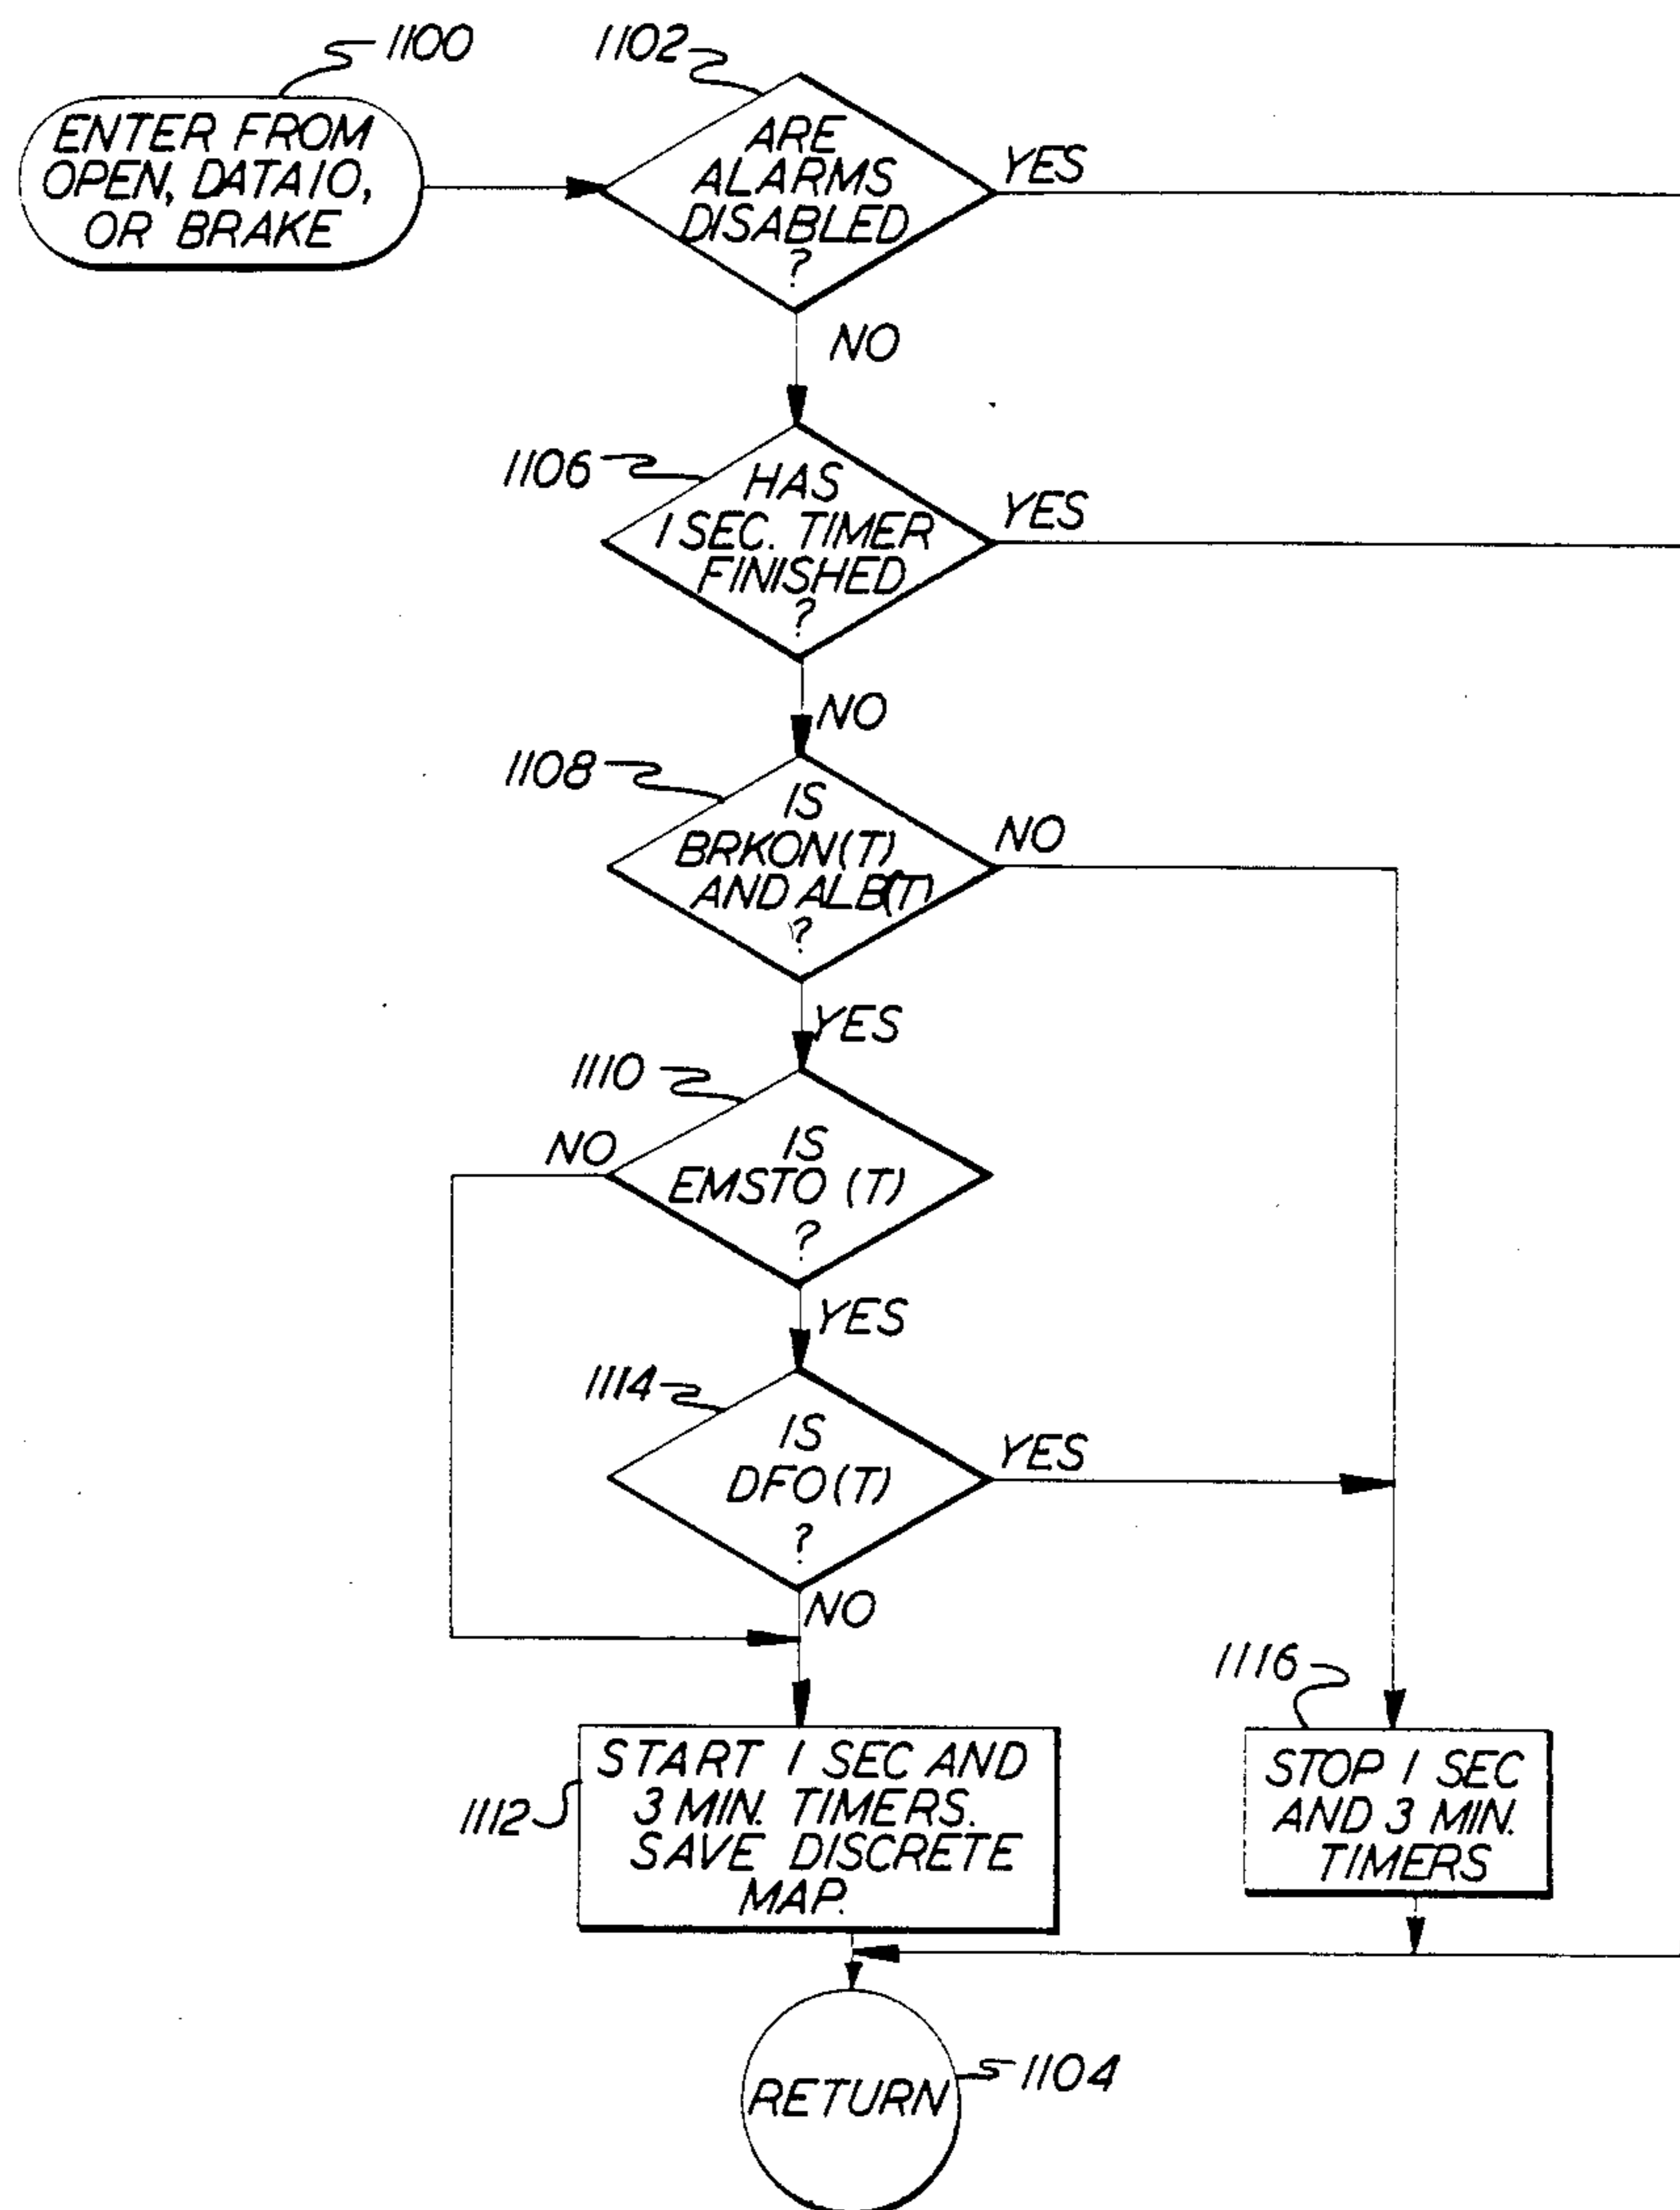 1100
ENTER FROM
OPEN, DATAIO,
OR BRAKE
1102
ARE
ALARMS
DISABLED
?
YES
NO
1106
HAS
1 SEC. TIMER
FINISHED
?
YES
NO
1108
IS
BRKON(T)
AND ALB(T)
?
NO
YES
1110
IS
EMSTO (T)
?
NO
YES
1114
IS
DFO(T)
?
YES
NO
1112
START 1 SEC AND
3 MIN. TIMERS.
SAVE DISCRETE
MAP.
1116
STOP 1 SEC
AND 3 MIN.
TIMERS
RETURN
1104